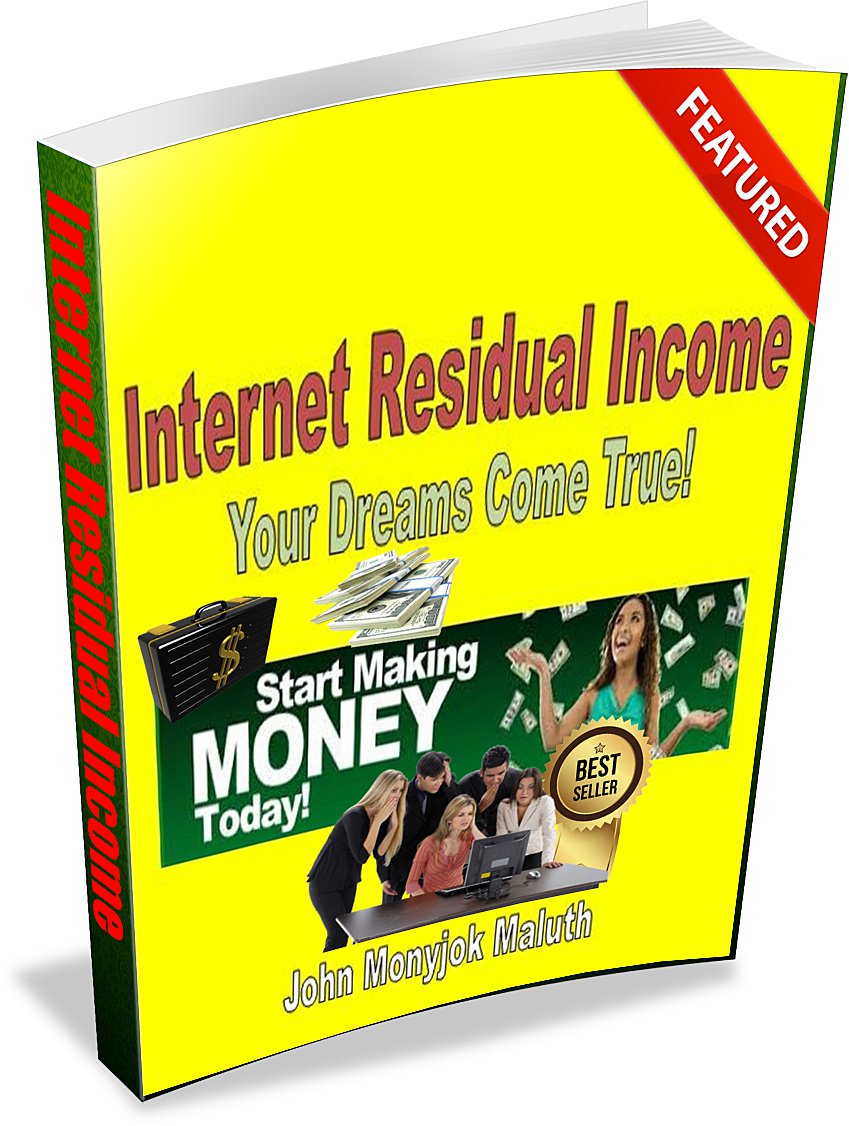 FEATURED
Internet Residual Income
Internet Residual Income
Your Dreams Come True!
$
Start Making
MONEY
Today!
BEST
SELLER
John Monyjok Maluth